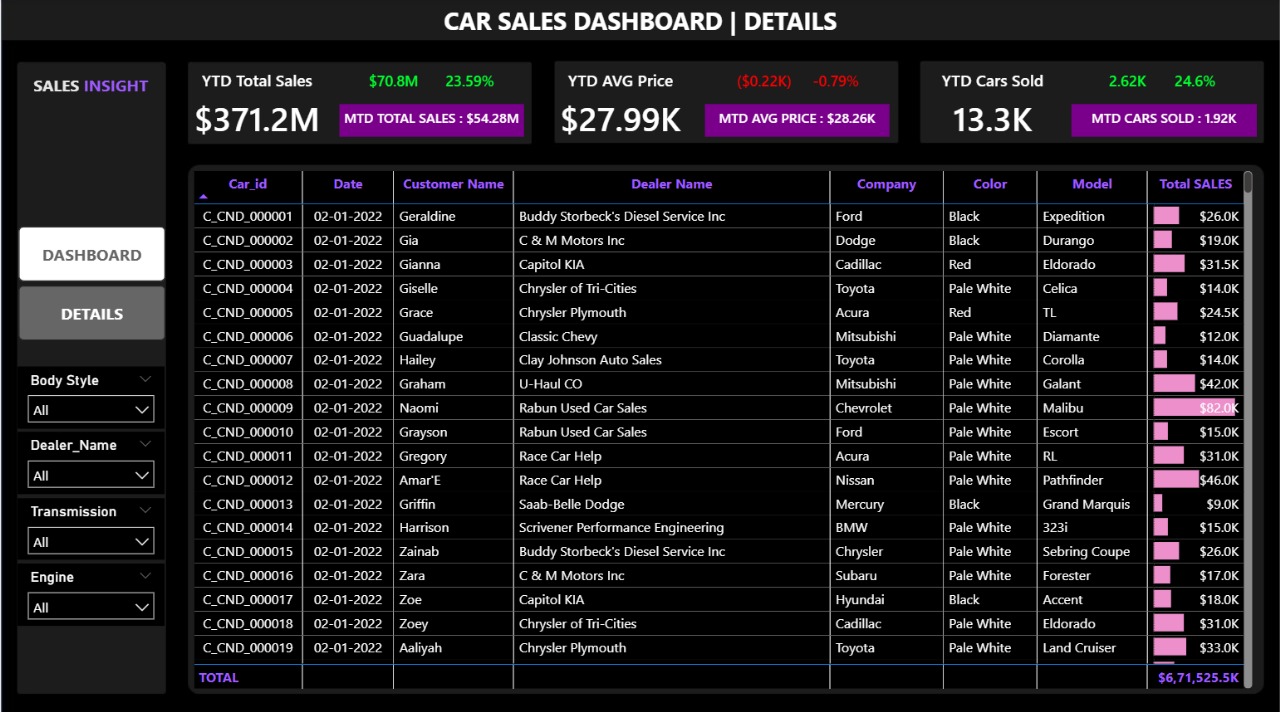 CAR SALES DASHBOARD | DETAILS
SALES INSIGHT
YTD Total Sales $70.8M 23.59%
$371.2M MTD TOTAL SALES : $54.28M
YTD AVG Price ($0.22K) -0.79%
$27.99K MTD AVG PRICE : $28.26K
YTD Cars Sold 2.62K 24.6%
13.3K MTD CARS SOLD : 1.92K
DASHBOARD
DETAILS
Body Style
All
Dealer_Name
All
Transmission
All
Engine
All
Car_id Date Customer Name Dealer Name Company Color Model Total SALES
C_CND_000001 02-01-2022 Geraldine Buddy Storbeck's Diesel Service Inc Ford Black Expedition $26.0K
C_CND_000002 02-01-2022 Gia C & M Motors Inc Dodge Black Durango $19.0K
C_CND_000003 02-01-2022 Gianna Capitol KIA Cadillac Red Eldorado $31.5K
C_CND_000004 02-01-2022 Giselle Chrysler of Tri-Cities Toyota Pale White Celica $14.0K
C_CND_000005 02-01-2022 Grace Chrysler Plymouth Acura Red TL $24.5K
C_CND_000006 02-01-2022 Guadalupe Classic Chevy Mitsubishi Pale White Diamante $12.0K
C_CND_000007 02-01-2022 Hailey Clay Johnson Auto Sales Toyota Pale White Corolla $14.0K
C_CND_000008 02-01-2022 Graham U-Haul CO Mitsubishi Pale White Galant $42.0K
C_CND_000009 02-01-2022 Naomi Rabun Used Car Sales Chevrolet Pale White Malibu $82.0K
C_CND_000010 02-01-2022 Grayson Rabun Used Car Sales Ford Pale White Escort $15.0K
C_CND_000011 02-01-2022 Gregory Race Car Help Acura Pale White RL $31.0K
C_CND_000012 02-01-2022 Amar'E Race Car Help Nissan Pale White Pathfinder $46.0K
C_CND_000013 02-01-2022 Griffin Saab-Belle Dodge Mercury Black Grand Marquis $9.0K
C_CND_000014 02-01-2022 Harrison Scrivener Performance Engineering BMW Pale White 323i $15.0K
C_CND_000015 02-01-2022 Zainab Buddy Storbeck's Diesel Service Inc Chrysler Pale White Sebring Coupe $26.0K
C_CND_000016 02-01-2022 Zara C & M Motors Inc Subaru Pale White Forester $17.0K
C_CND_000017 02-01-2022 Zoe Capitol KIA Hyundai Black Accent $18.0K
C_CND_000018 02-01-2022 Zoey Chrysler of Tri-Cities Cadillac Pale White Eldorado $31.0K
C_CND_000019 02-01-2022 Aaliyah Chrysler Plymouth Toyota Pale White Land Cruiser $33.0K
TOTAL $6,71,525.5K